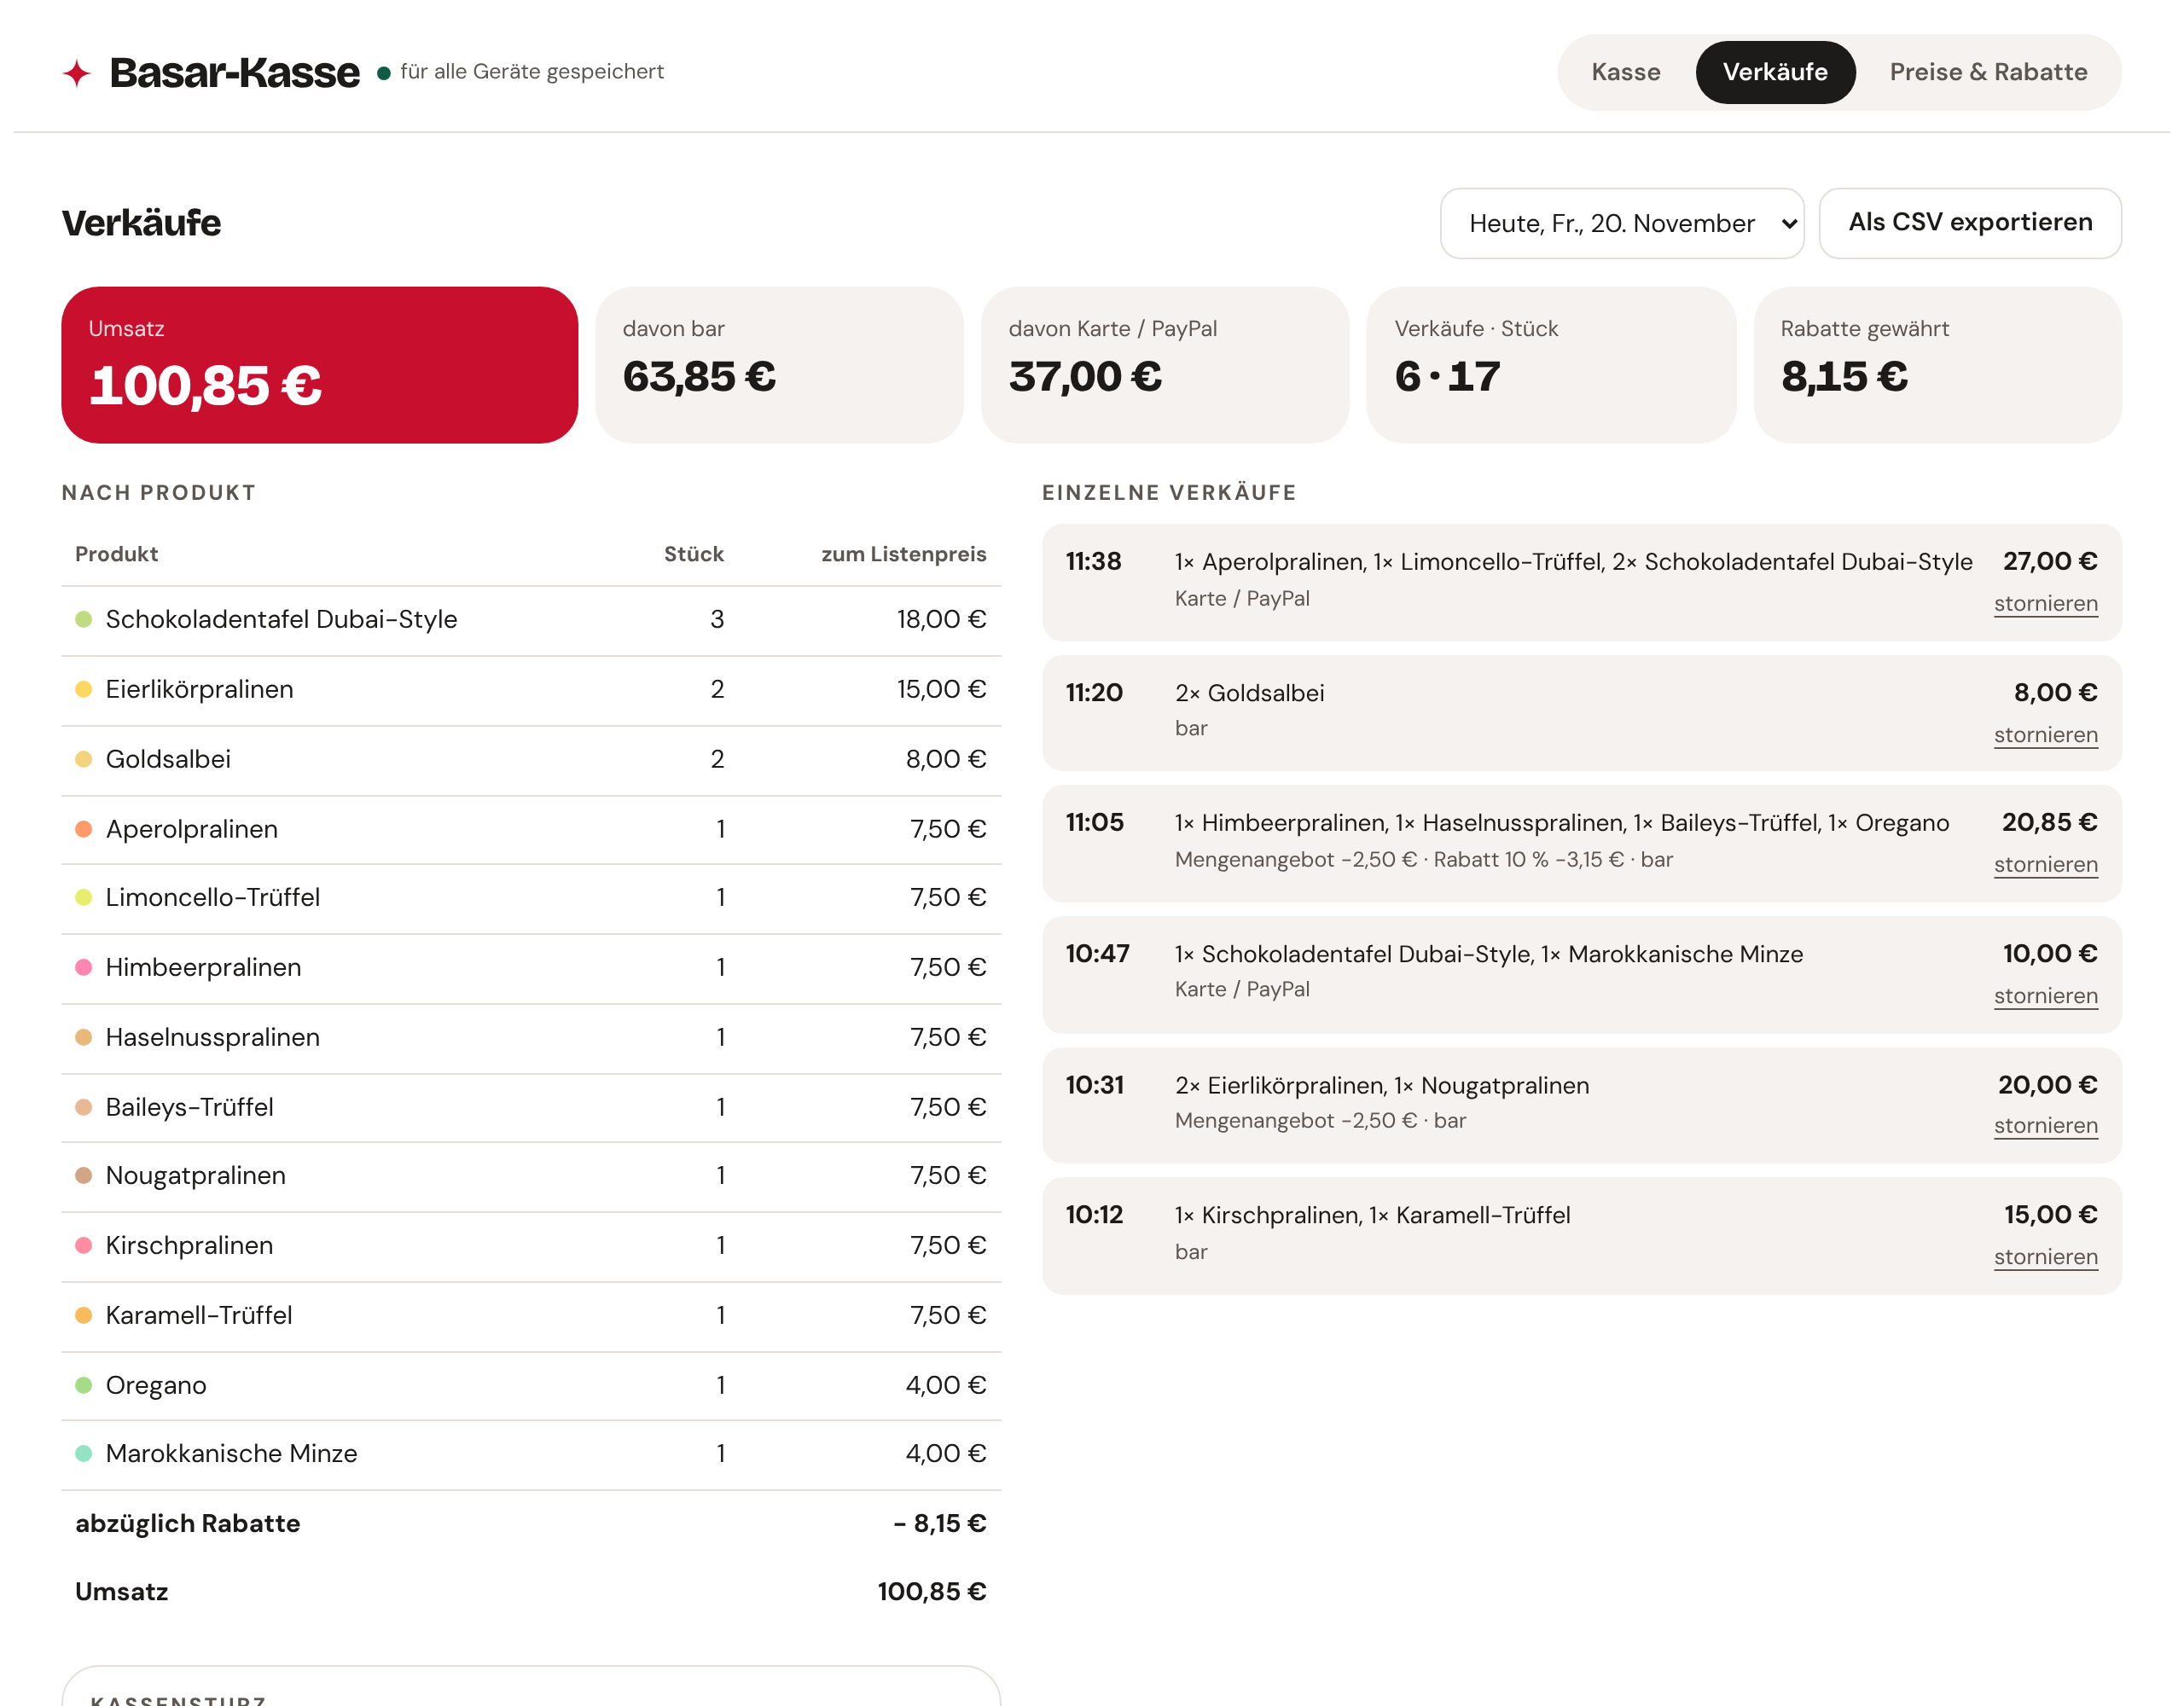 Basar-Kasse
für alle Geräte gespeichert
Kasse
Verkäufe
Preise & Rabatte
Verkäufe
Heute, Fr., 20. November
Als CSV exportieren
Umsatz
100,85 €
davon bar
63,85 €
davon Karte / PayPal
37,00 €
Verkäufe · Stück
6 · 17
Rabatte gewährt
8,15 €
NACH PRODUKT
Produkt Stück zum Listenpreis
Schokoladentafel Dubai-Style 3 18,00 €
Eierlikörpralinen 2 15,00 €
Goldsalbei 2 8,00 €
Aperolpralinen 1 7,50 €
Limoncello-Trüffel 1 7,50 €
Himbeerpralinen 1 7,50 €
Haselnusspralinen 1 7,50 €
Baileys-Trüffel 1 7,50 €
Nougatpralinen 1 7,50 €
Kirschpralinen 1 7,50 €
Karamell-Trüffel 1 7,50 €
Oregano 1 4,00 €
Marokkanische Minze 1 4,00 €
abzüglich Rabatte − 8,15 €
Umsatz 100,85 €
KASSENSTURZ
EINZELNE VERKÄUFE
11:38 1× Aperolpralinen, 1× Limoncello-Trüffel, 2× Schokoladentafel Dubai-Style 27,00 €
Karte / PayPal stornieren
11:20 2× Goldsalbei 8,00 €
bar stornieren
11:05 1× Himbeerpralinen, 1× Haselnusspralinen, 1× Baileys-Trüffel, 1× Oregano 20,85 €
Mengenangebot −2,50 € · Rabatt 10 % −3,15 € · bar stornieren
10:47 1× Schokoladentafel Dubai-Style, 1× Marokkanische Minze 10,00 €
Karte / PayPal stornieren
10:31 2× Eierlikörpralinen, 1× Nougatpralinen 20,00 €
Mengenangebot −2,50 € · bar stornieren
10:12 1× Kirschpralinen, 1× Karamell-Trüffel 15,00 €
bar stornieren